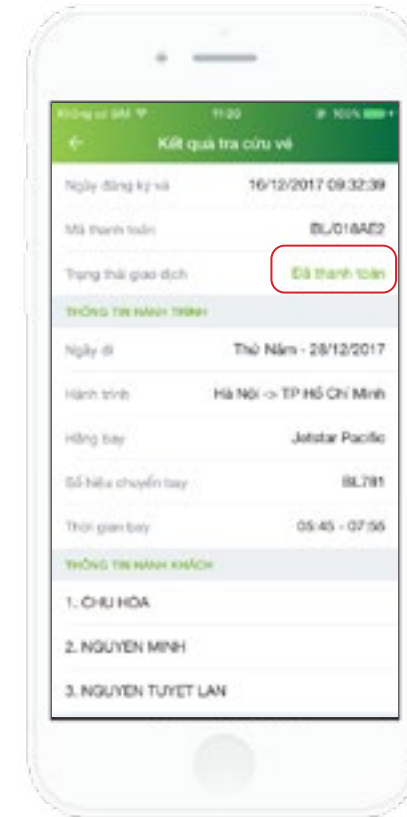 Không có SIM 11:20 100%
Kết quả tra cứu vé
Ngày đăng ký vé 16/12/2017 09:32:39
Mã thanh toán BL/018AE2
Trạng thái giao dịch Đã thanh toán
THÔNG TIN HÀNH TRÌNH
Ngày đi Thứ Năm - 28/12/2017
Hành trình Hà Nội -> TP Hồ Chí Minh
Hãng bay Jetstar Pacific
Số hiệu chuyến bay BL781
Thời gian bay 05:45 - 07:55
THÔNG TIN HÀNH KHÁCH
1. CHU HOA
2. NGUYEN MINH
3. NGUYEN TUYET LAN